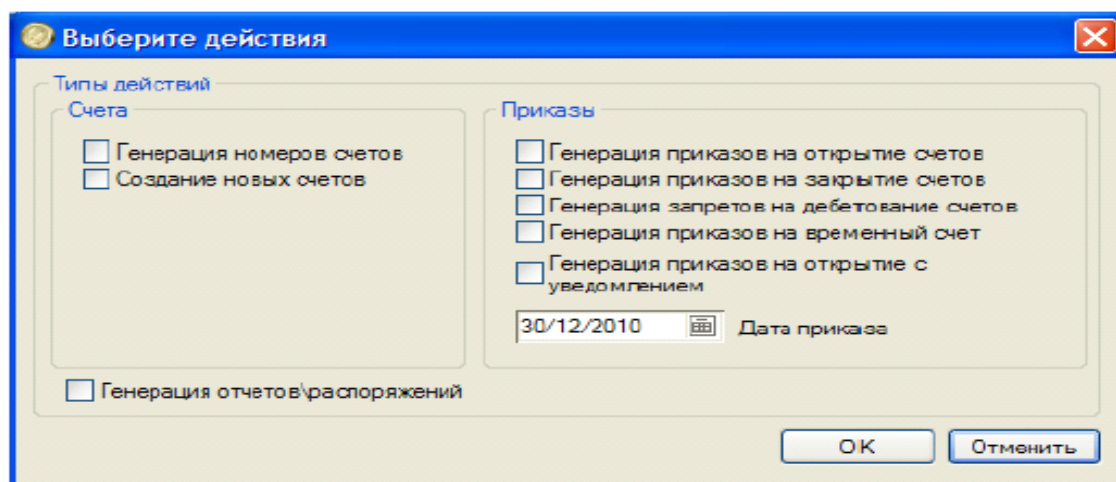 Выберите действия
Типы действий
Счета
Генерация номеров счетов
Создание новых счетов
Приказы
Генерация приказов на открытие счетов
Генерация приказов на закрытие счетов
Генерация запретов на дебетование счетов
Генерация приказов на временный счет
Генерация приказов на открытие с
уведомлением
30/12/2010 Дата приказа
Генерация отчетов\распоряжений
OK Отменить